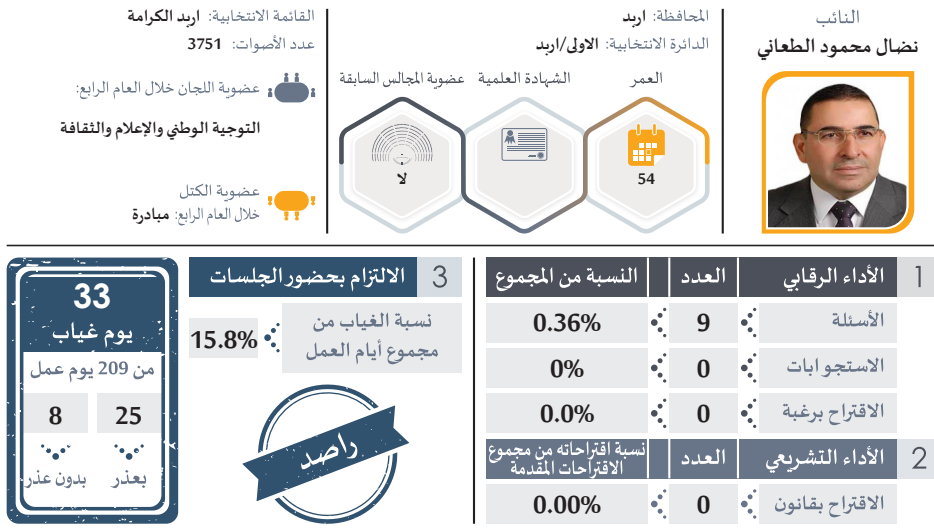 النائب
نضال محمود الطعاني
المحافظة: اربد
الدائرة الانتخابية: الاولى/اربد
العمر
54
الشهادة العلمية
عضوية المجالس السابقة
لا
القائمة الانتخابية: اربد الكرامة
عدد الأصوات: 3751
عضوية اللجان خلال العام الرابع:
التوجية الوطني والإعلام والثقافة
عضوية الكتل
خلال العام الرابع: مبادرة
1 الأداء الرقابي العدد النسبة من المجموع
الأسئلة 9 0.36%
الاستجوابات 0 0%
الاقتراح برغبة 0 0.0%
2 الأداء التشريعي العدد نسبة اقتراحاته من مجموع
الاقتراحات المقدمة
الاقتراح بقانون 0 0.00%
3 الالتزام بحضور الجلسات
نسبة الغياب من
مجموع أيام العمل
15.8%
راصد
33
يوم غياب
من 209 يوم عمل
25 8
بعذر بدون عذر